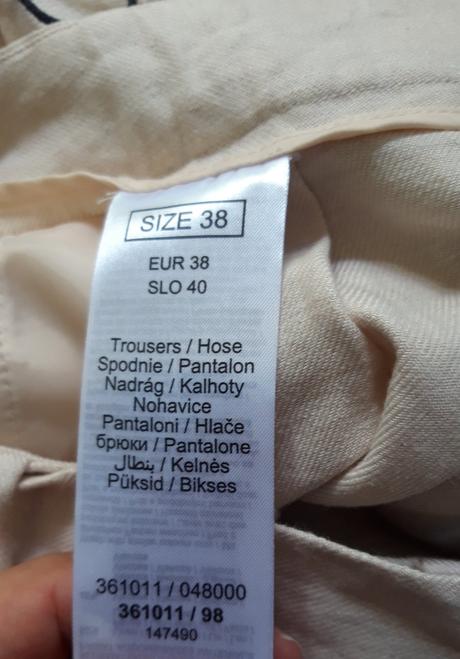 SIZE 38
EUR 38
SLO 40
Trousers / Hose
Spodnie / Pantalon
Nadrág / Kalhoty
Nohavice
Pantaloni / Hlače
брюки / Pantalone
بنطال / Kelnės
Püksid / Bikses
361011 / 048000
361011 / 98
147490